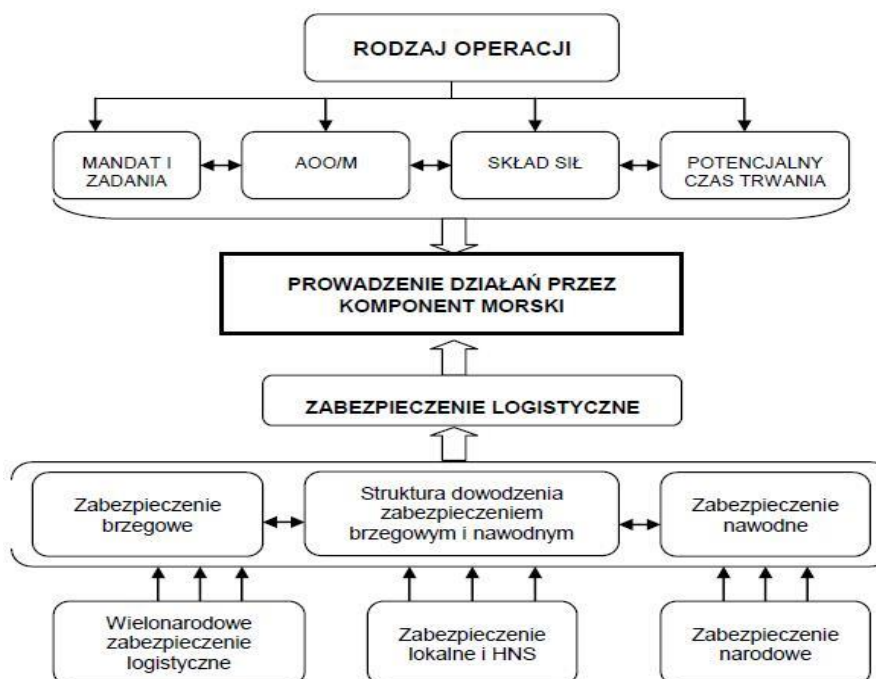 RODZAJ OPERACJI
MANDAT I
ZADANIA
AOO/M
SKŁAD SIŁ
POTENCJALNY
CZAS TRWANIA
PROWADZENIE DZIAŁAŃ PRZEZ
KOMPONENT MORSKI
ZABEZPIECZENIE LOGISTYCZNE
Zabezpieczenie
brzegowe
Struktura dowodzenia
zabezpieczeniem
brzegowym i nawodnym
Zabezpieczenie
nawodne
Wielonarodowe
zabezpieczenie
logistyczne
Zabezpieczenie
lokalne i HNS
Zabezpieczenie
narodowe